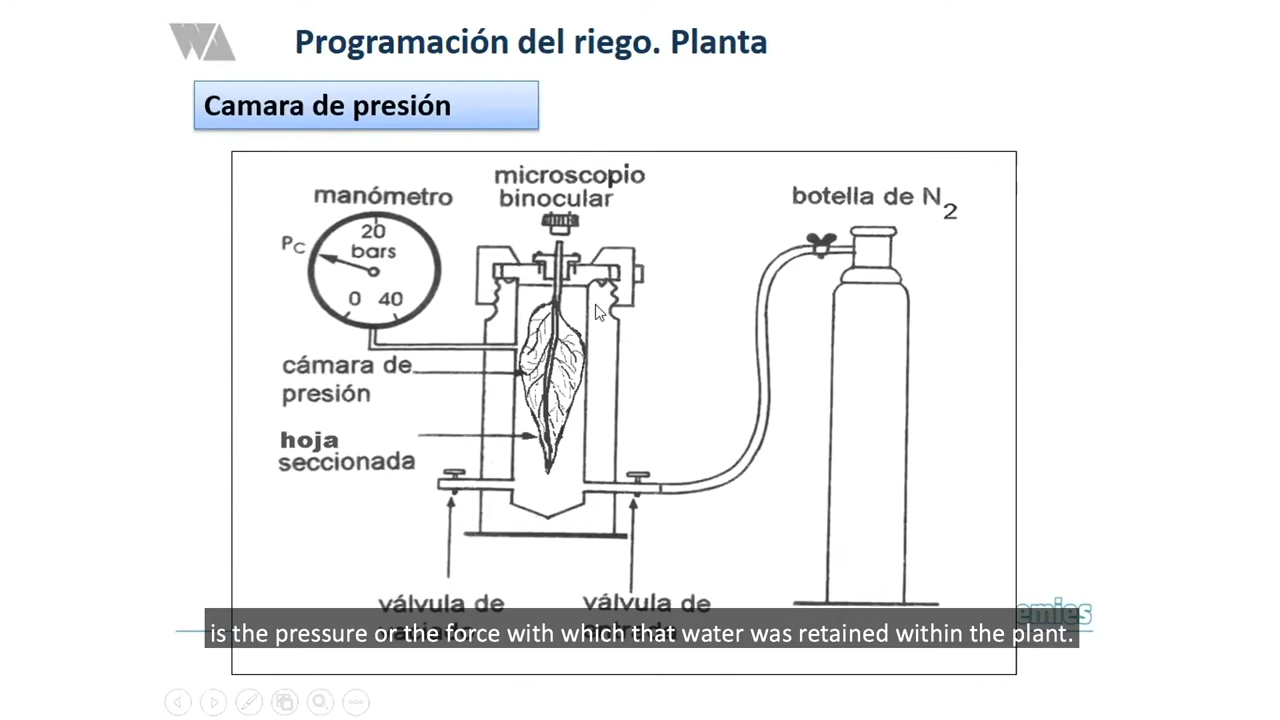 WA
Programación del riego. Planta
Camara de presión
microscopio
binocular
manómetro
botella de N2
20
bars
PC
0 40
cámara de
presión
hoja
seccionada
válvula de
válvula de
is the pressure or the force with which that water was retained within the plant.